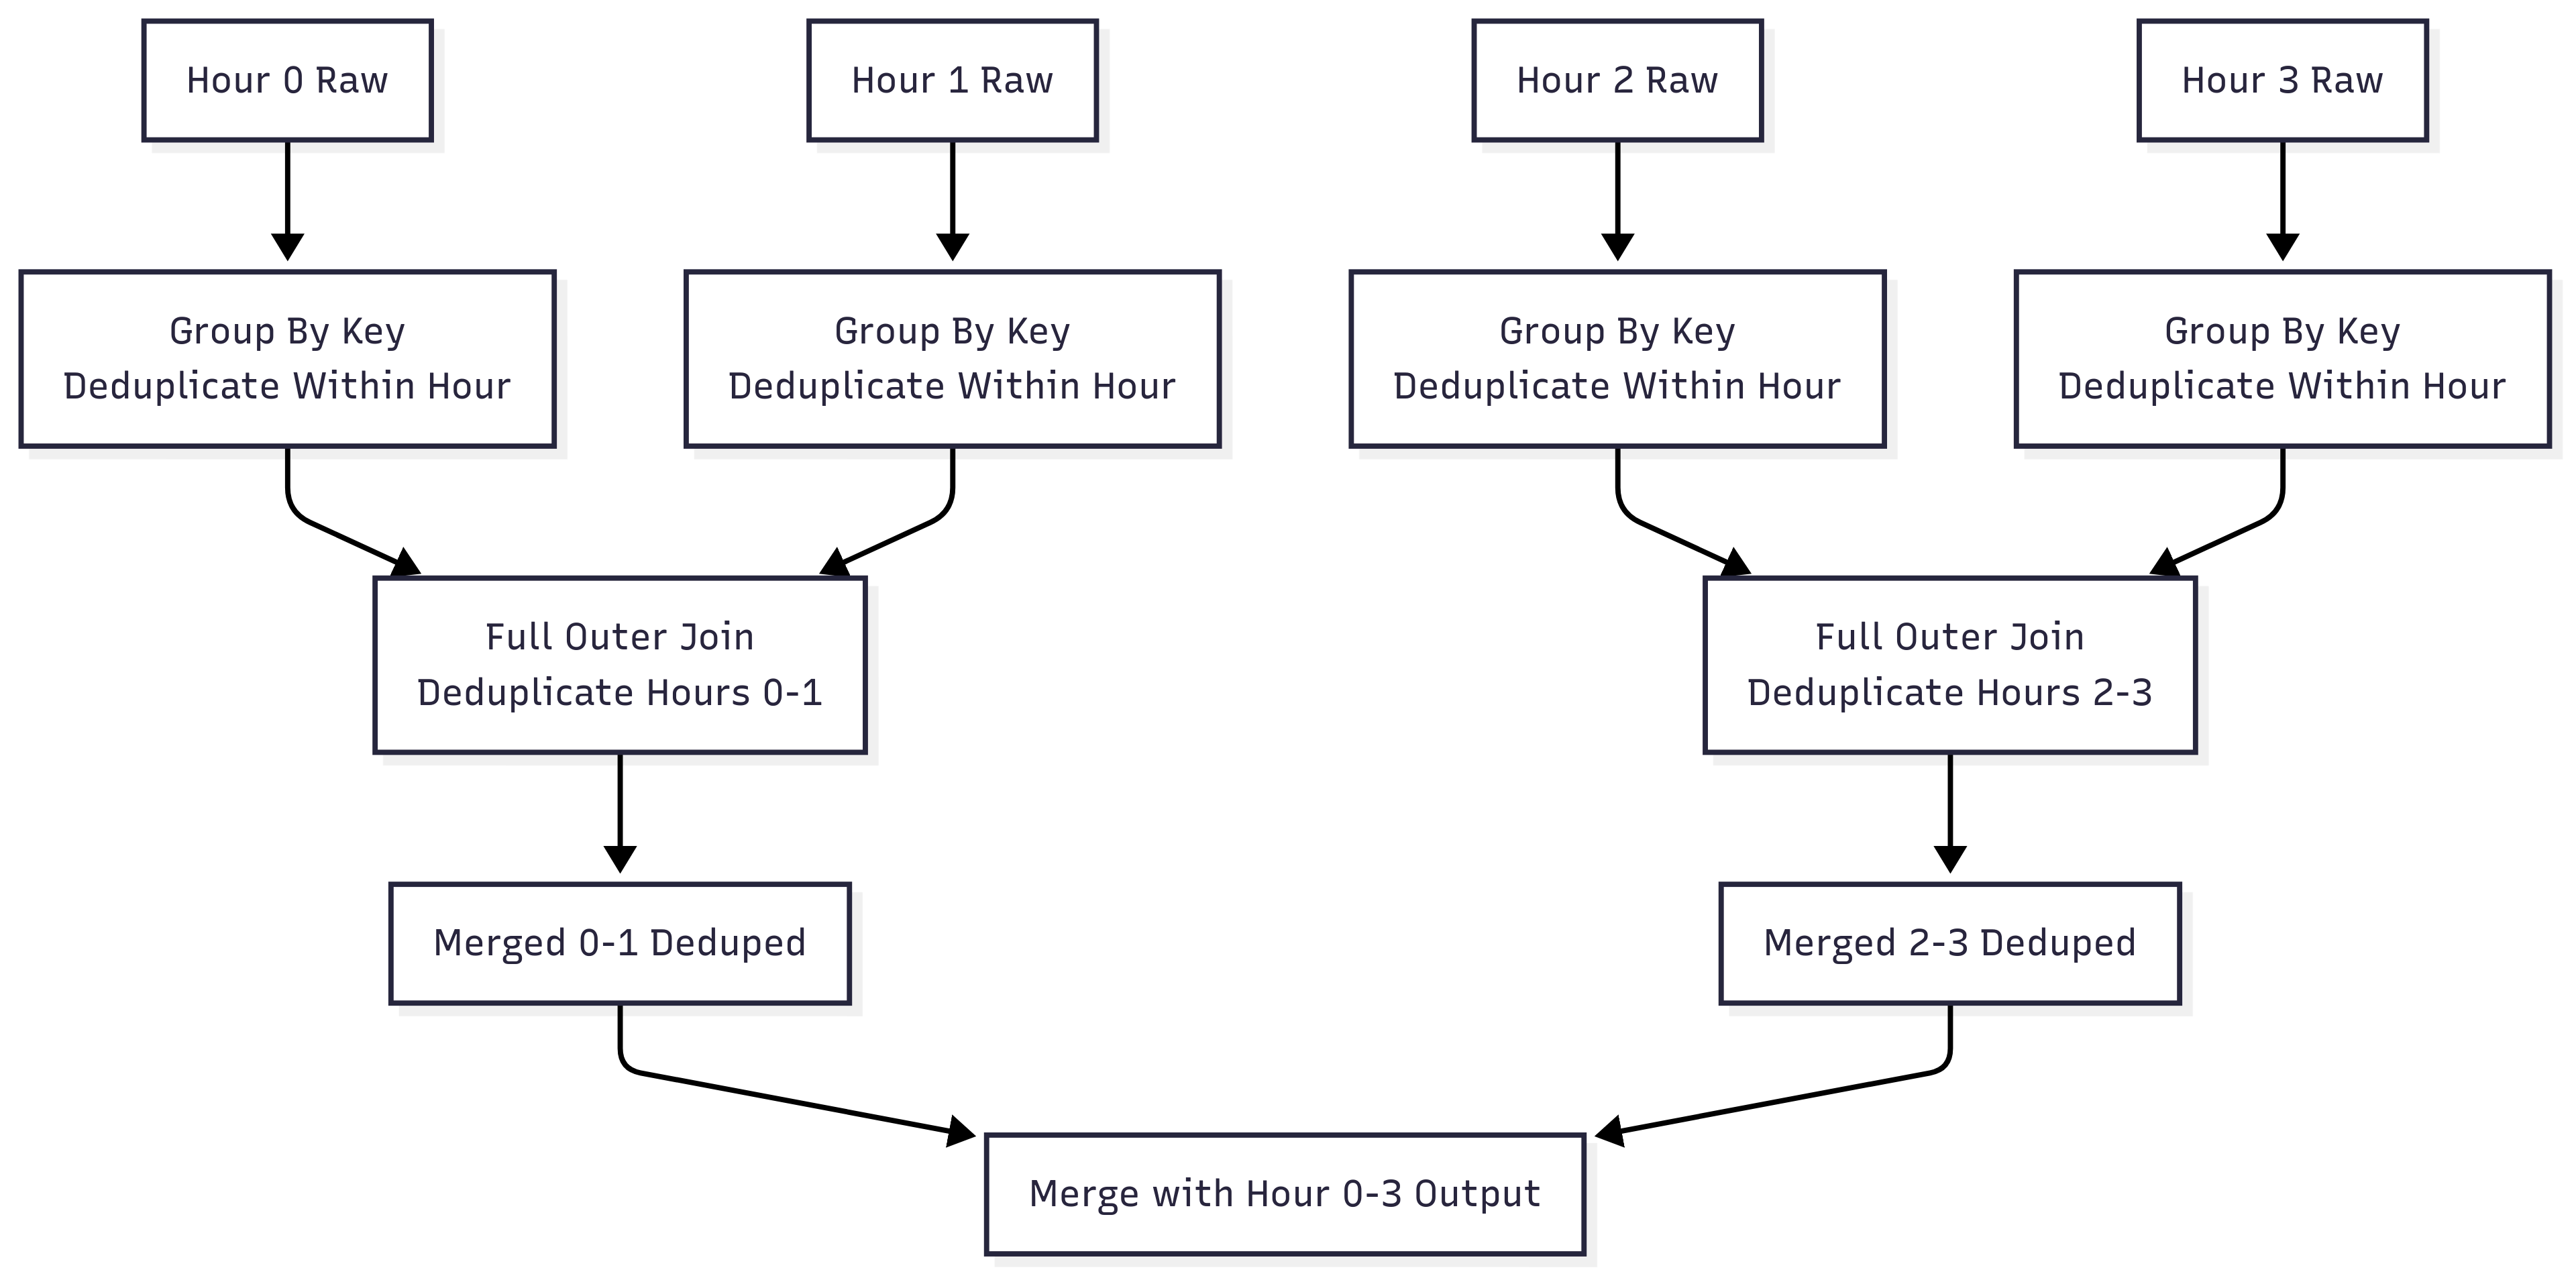 Hour 0 Raw
Hour 1 Raw
Hour 2 Raw
Hour 3 Raw
Group By Key
Deduplicate Within Hour
Group By Key
Deduplicate Within Hour
Group By Key
Deduplicate Within Hour
Group By Key
Deduplicate Within Hour
Full Outer Join
Deduplicate Hours 0-1
Full Outer Join
Deduplicate Hours 2-3
Merged 0-1 Deduped
Merged 2-3 Deduped
Merge with Hour 0-3 Output